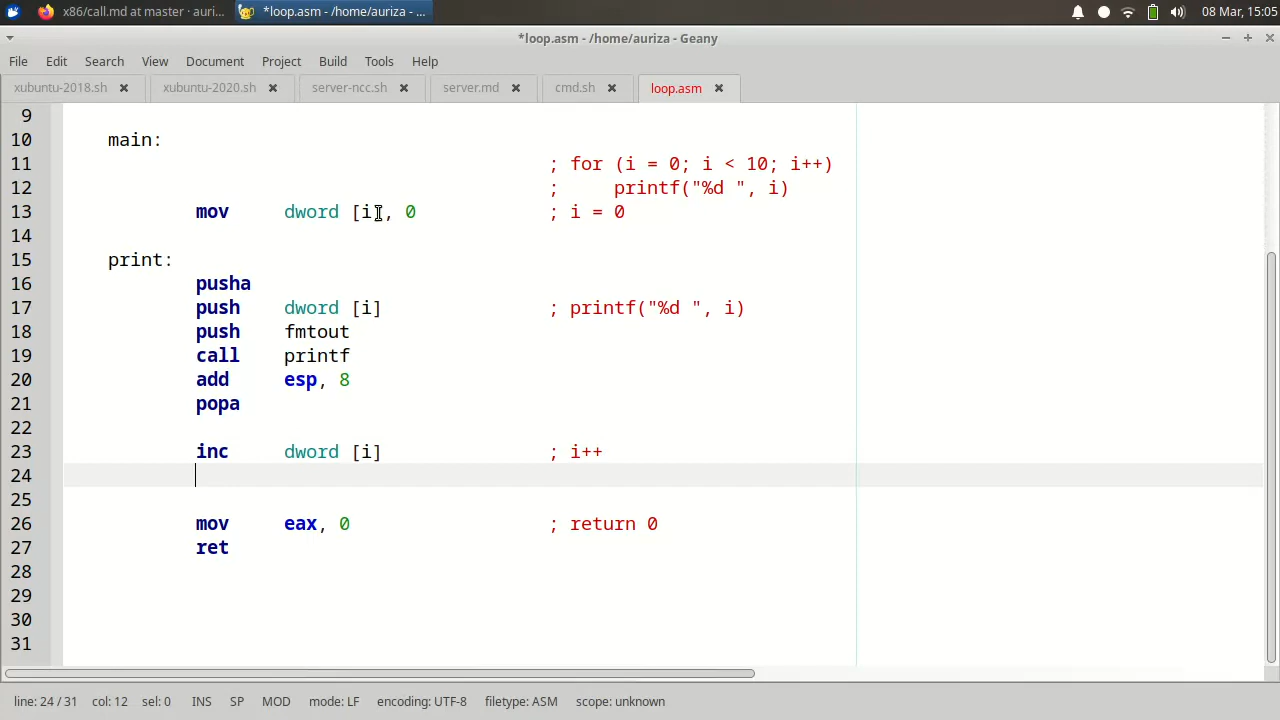 x86/call.md at master · auri...
*loop.asm - /home/auriza - ...
08 Mar, 15:05
*loop.asm - /home/auriza - Geany
File Edit Search View Document Project Build Tools Help
xubuntu-2018.sh xubuntu-2020.sh server-ncc.sh server.md cmd.sh loop.asm
9
10 main:
11 ; for (i = 0; i < 10; i++)
12 ;     printf("%d ", i)
13 mov dword [i], 0 ; i = 0
14
15 print:
16 pusha
17 push dword [i] ; printf("%d ", i)
18 push fmtout
19 call printf
20 add esp, 8
21 popa
22
23 inc dword [i] ; i++
24
25
26 mov eax, 0 ; return 0
27 ret
28
29
30
31
line: 24 / 31 col: 12 sel: 0 INS SP MOD mode: LF encoding: UTF-8 filetype: ASM scope: unknown